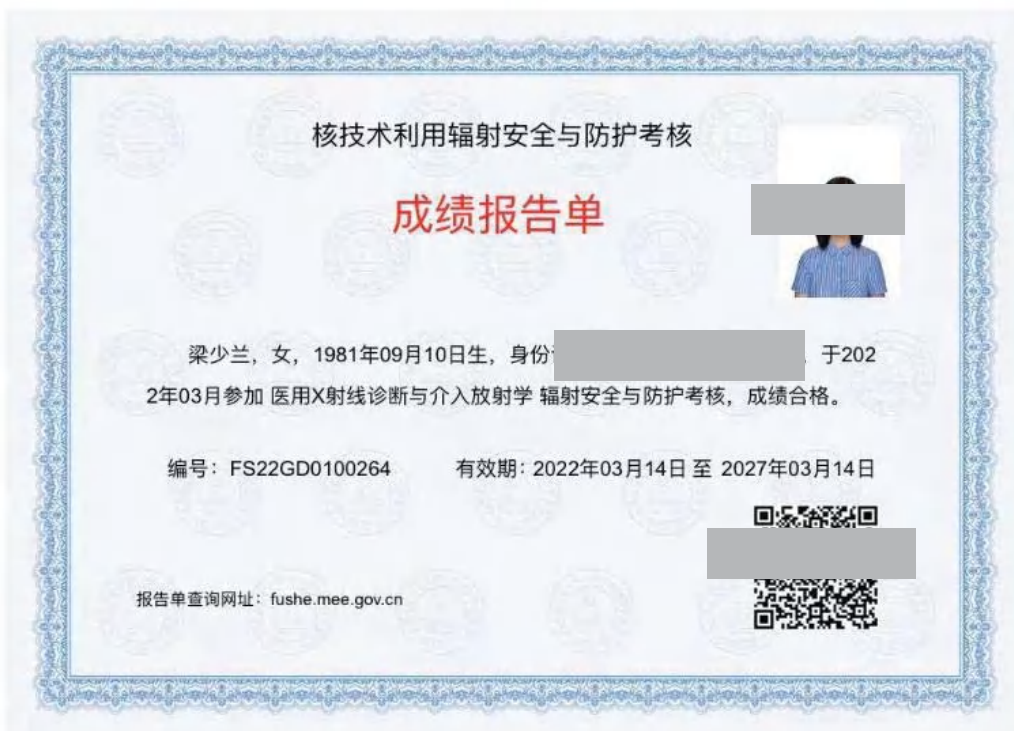 核技术利用辐射安全与防护考核
成绩报告单
梁少兰，女，1981年09月10日生，身份 于202
2年03月参加 医用X射线诊断与介入放射学 辐射安全与防护考核，成绩合格。
编号：FS22GD0100264 有效期：2022年03月14日 至 2027年03月14日
报告单查询网址：fushe.mee.gov.cn